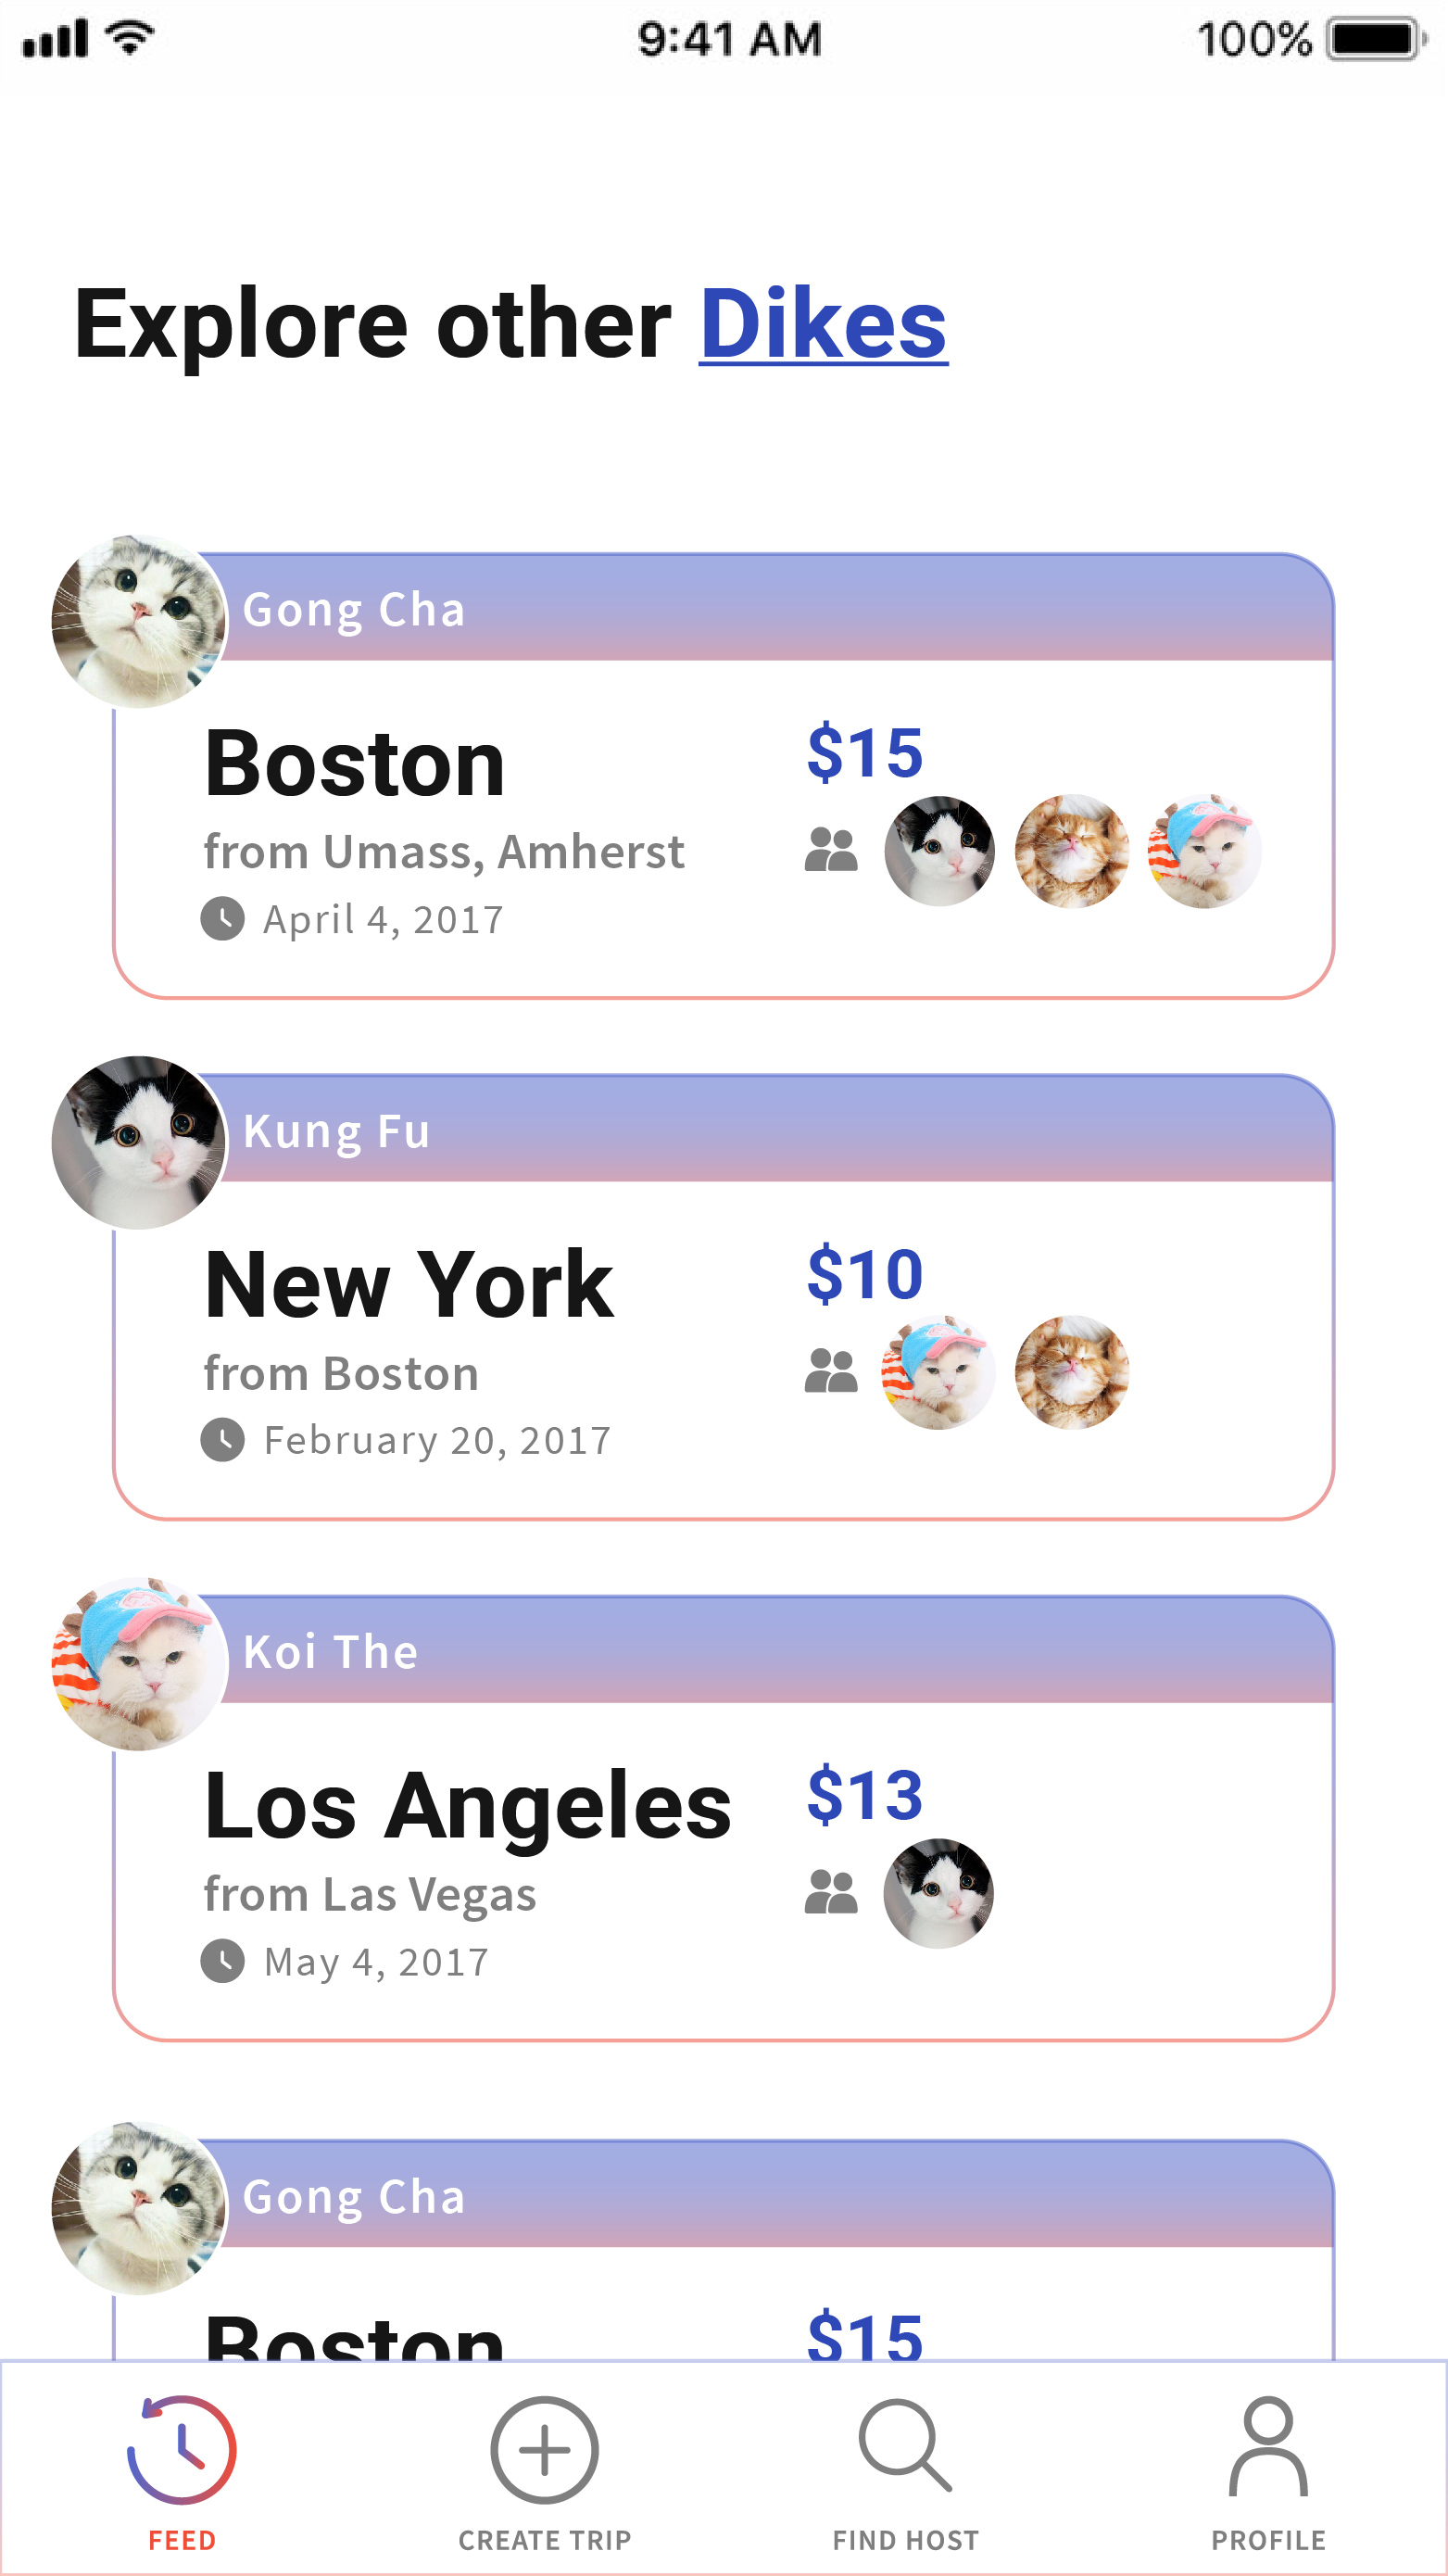 9:41 AM
100%
Explore other Dikes
Gong Cha
Boston
$15
from Umass, Amherst
April 4, 2017
Kung Fu
New York
$10
from Boston
February 20, 2017
Koi The
Los Angeles
$13
from Las Vegas
May 4, 2017
Gong Cha
Boston
$15
FEED
CREATE TRIP
FIND HOST
PROFILE